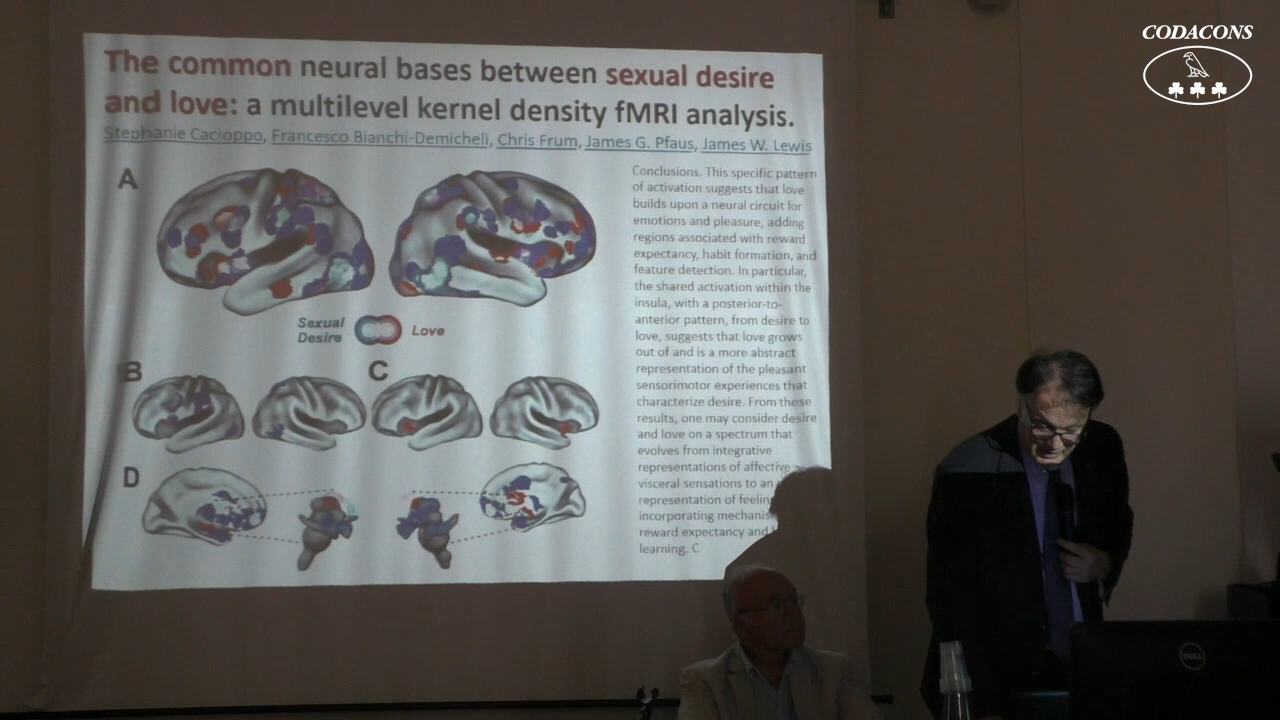 CODACONS
The common neural bases between sexual desire
and love: a multilevel kernel density fMRI analysis.
Stephanie Cacioppo, Francesco Bianchi-Demicheli, Chris Frum, James G. Pfaus, James W. Lewis
A
Conclusions. This specific pattern
of activation suggests that love
builds upon a neural circuit for
emotions and pleasure, adding
regions associated with reward
expectancy, habit formation, and
feature detection. In particular,
the shared activation within the
insula, with a posterior-to-
anterior pattern, from desire to
love, suggests that love grows
out of and is a more abstract
representation of the pleasant
sensorimotor experiences that
characterize desire. From these
results, one may consider desire
and love on a spectrum that
evolves from integrative
representations of affective
visceral sensations to an
representation of feelin
incorporating mechanis
reward expectancy and
learning. C
Sexual
Desire
Love
B
C
D
DELL